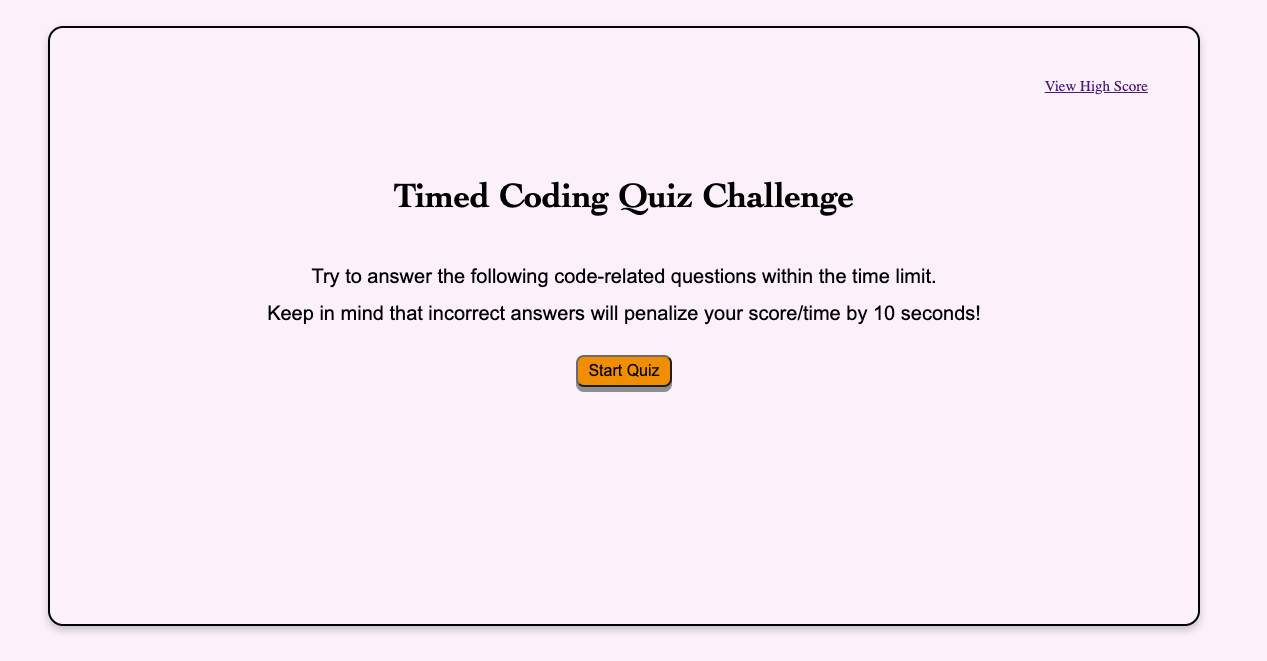 View High Score
Timed Coding Quiz Challenge
Try to answer the following code-related questions within the time limit.
Keep in mind that incorrect answers will penalize your score/time by 10 seconds!
Start Quiz